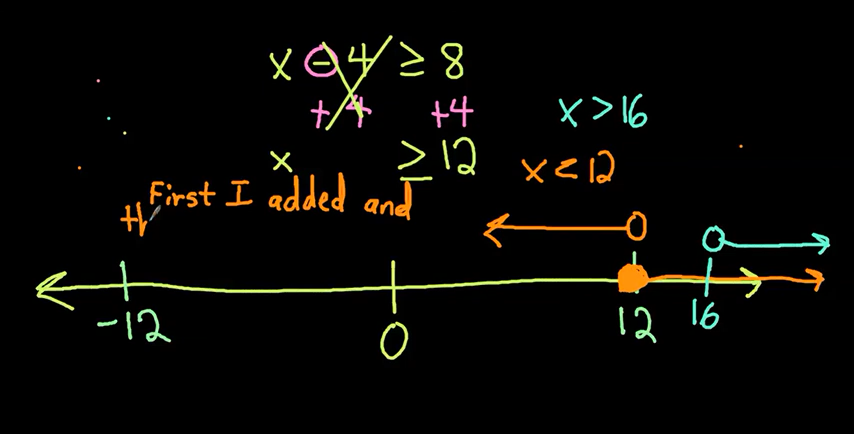 x - 4 ≥ 8
+ 4 +4
x > 16
x ≥ 12
x < 12
First I added and
-12 0 12 16